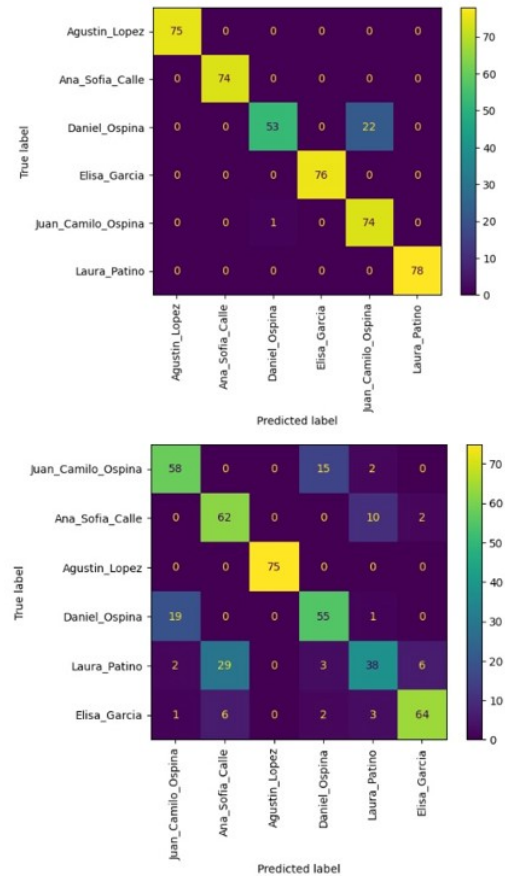 Agustin_Lopez 75 0 0 0 0 0
Ana_Sofia_Calle 0 74 0 0 0 0
Daniel_Ospina 0 0 53 0 22 0
Elisa_Garcia 0 0 0 76 0 0
Juan_Camilo_Ospina 0 0 1 0 74 0
Laura_Patino 0 0 0 0 0 78
True label
Agustin_Lopez
Ana_Sofia_Calle
Daniel_Ospina
Elisa_Garcia
Juan_Camilo_Ospina
Laura_Patino
Predicted label
70
60
50
40
30
20
10
0
Juan_Camilo_Ospina 58 0 0 15 2 0
Ana_Sofia_Calle 0 62 0 0 10 2
Agustin_Lopez 0 0 75 0 0 0
Daniel_Ospina 19 0 0 55 1 0
Laura_Patino 2 29 0 3 38 6
Elisa_Garcia 1 6 0 2 3 64
True label
Juan_Camilo_Ospina
Ana_Sofia_Calle
Agustin_Lopez
Daniel_Ospina
Laura_Patino
Elisa_Garcia
Predicted label
70
60
50
40
30
20
10
0